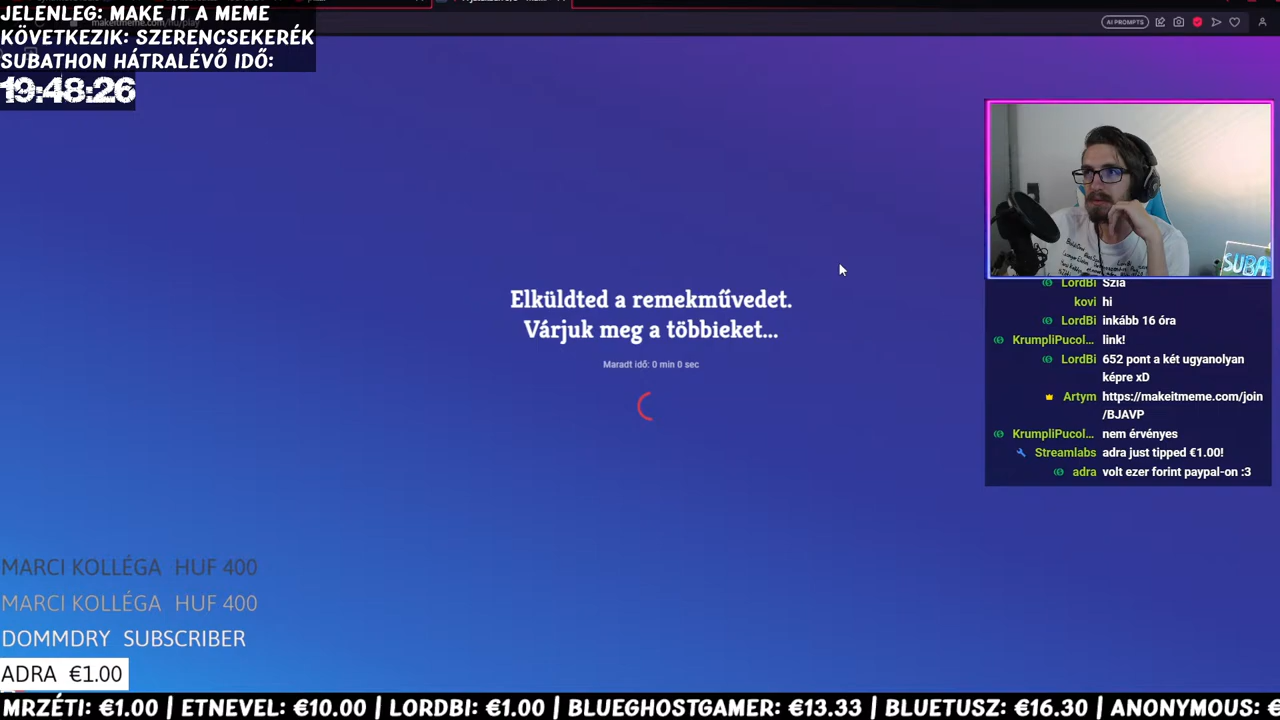 JELENLEG: MAKE IT A MEME
KÖVETKEZIK: SZERENCSEKERÉK
SUBATHON HÁTRALÉVŐ IDŐ:
19:48:26
AI PROMPTS
Elküldted a remekművedet.
Várjuk meg a többieket...
Maradt idő: 0 min 0 sec
SUBA
LordBi Szia
kovi hi
LordBi inkább 16 óra
KrumpliPucol... link!
LordBi 652 pont a két ugyanolyan
képre xD
Artym https://makeitmeme.com/join
/BJAVP
KrumpliPucol... nem érvényes
Streamlabs adra just tipped €1.00!
adra volt ezer forint paypal-on :3
MARCI KOLLÉGA HUF 400
MARCI KOLLÉGA HUF 400
DOMMDRY SUBSCRIBER
ADRA €1.00
MRZÉTI: €1.00 | ETNEVEL: €10.00 | LORDBI: €1.00 | BLUEGHOSTGAMER: €13.33 | BLUETUSZ: €16.30 | ANONYMOUS: €